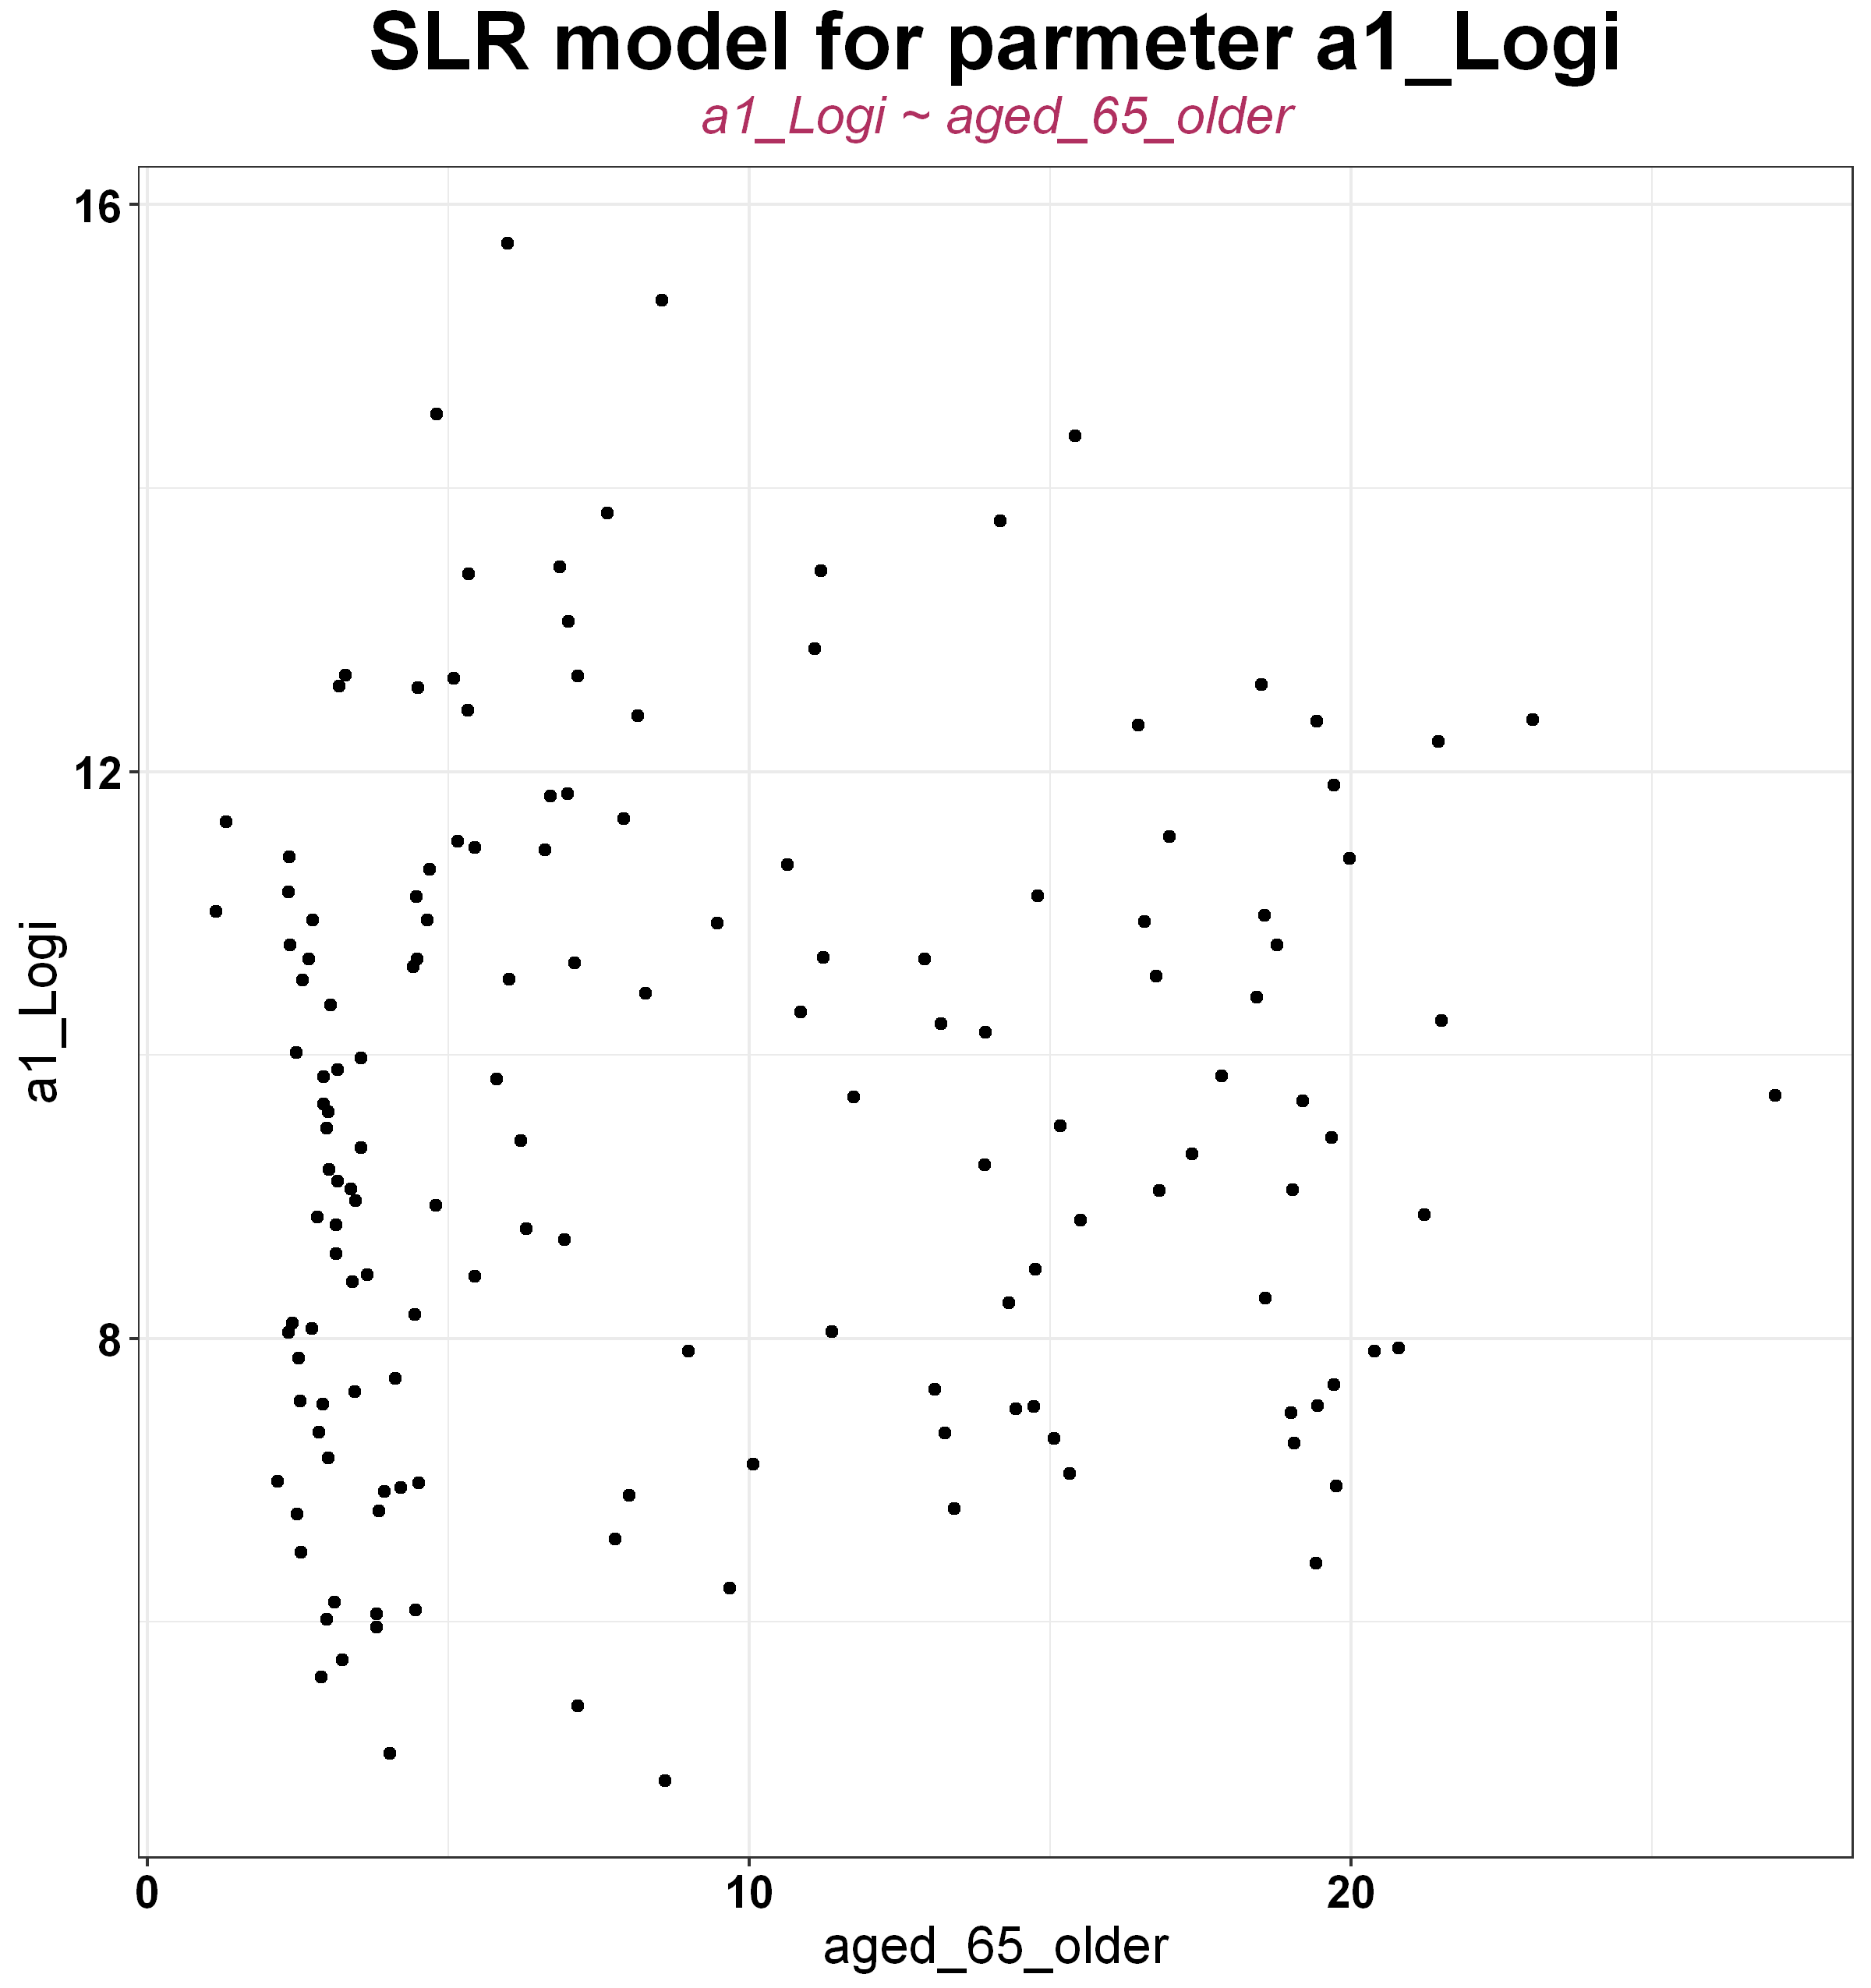 SLR model for parmeter a1_Logi
a1_Logi ~ aged_65_older
16
12
8
a1_Logi
0 10 20
aged_65_older